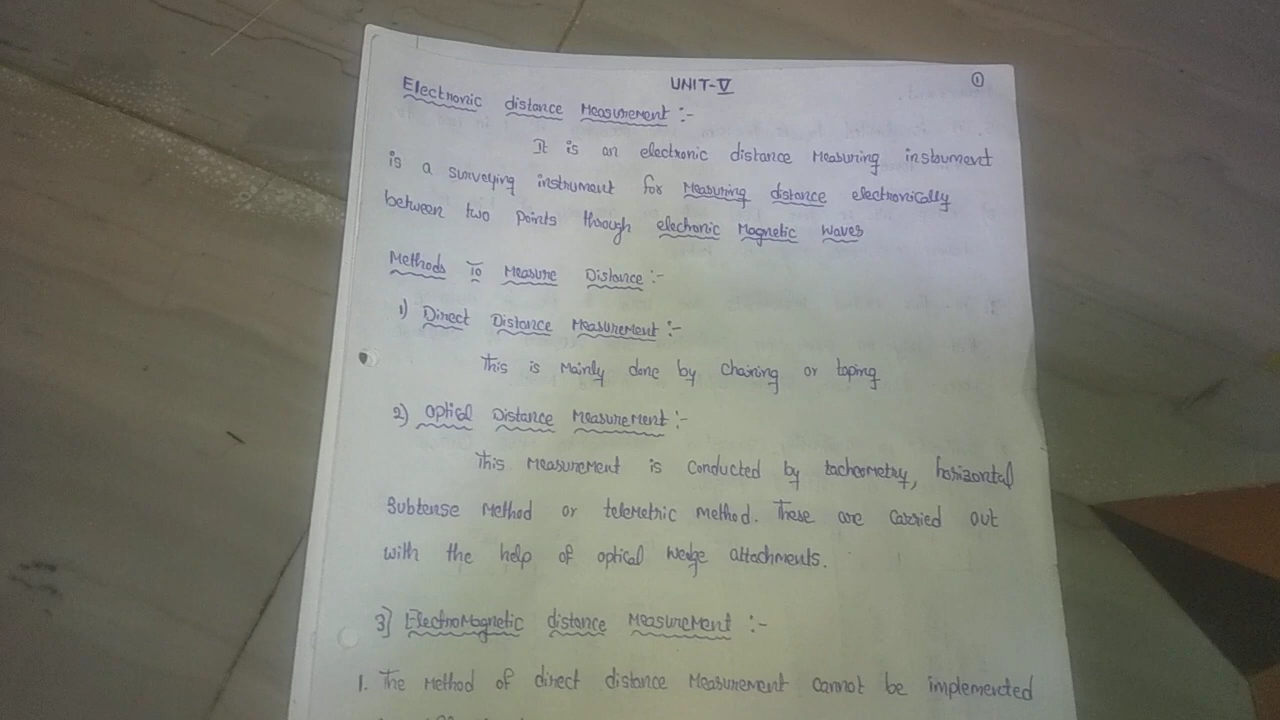 UNIT-V
①
Electronic distance Measurement :-
It is an electronic distance Measuring instrument
is a surveying instrument for Measuring distance electronically
between two points through electronic Magnetic waves
Methods To Measure Distance :-
1) Direct Distance Measurement :-
This is Mainly done by chaining or taping
2) optical Distance Measurement :-
This Measurement is conducted by tacheometry, horizontal
Subtense Method or telemetric method. These are carried out
with the help of optical wedge attachments.
3] ElectroMagnetic distance Measurement :-
1. The Method of direct distance Measurement cannot be implemented